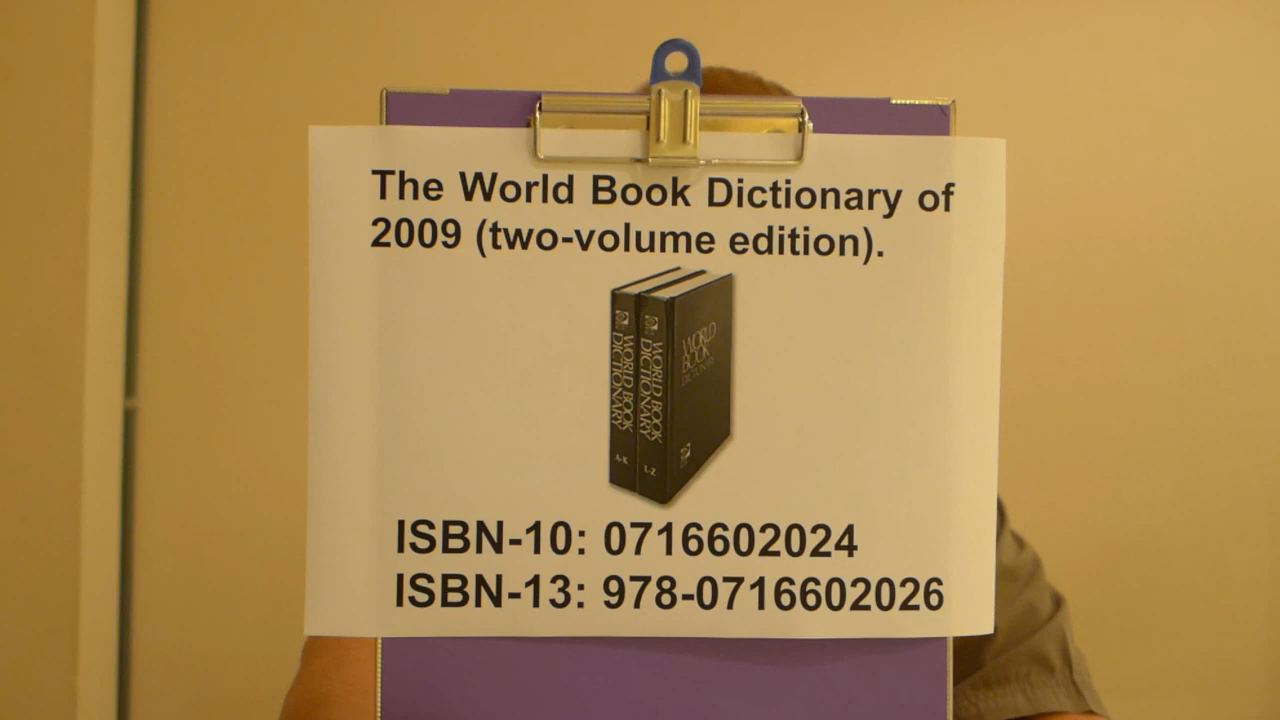 The World Book Dictionary of
2009 (two-volume edition).
WORLD BOOK
DICTIONARY
A-K
WORLD BOOK
DICTIONARY
L-Z
WORLD
BOOK
DICTIONARY
ISBN-10: 0716602024
ISBN-13: 978-0716602026